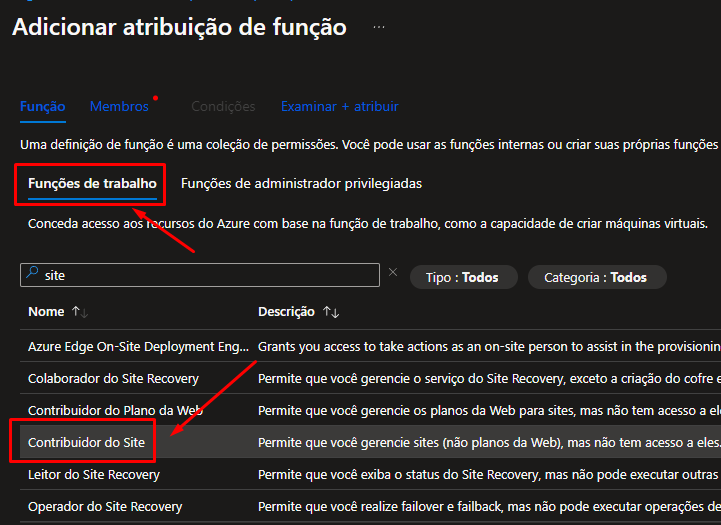 Adicionar atribuição de função ...
Função Membros Condições Examinar + atribuir
Uma definição de função é uma coleção de permissões. Você pode usar as funções internas ou criar suas próprias funções
Funções de trabalho Funções de administrador privilegiadas
Conceda acesso aos recursos do Azure com base na função de trabalho, como a capacidade de criar máquinas virtuais.
site Tipo : Todos Categoria : Todos
Nome ↑↓ Descrição ↑↓
Azure Edge On-Site Deployment Eng... Grants you access to take actions as an on-site person to assist in the provisionin
Colaborador do Site Recovery Permite que você gerencie o serviço do Site Recovery, exceto a criação do cofre e
Contribuidor do Plano da Web Permite que você gerencie os planos da Web para sites, mas não tem acesso a el
Contribuidor do Site Permite que você gerencie sites (não planos da Web), mas não tem acesso a eles.
Leitor do Site Recovery Permite que você exiba o status do Site Recovery, mas não pode executar outras
Operador do Site Recovery Permite que você realize failover e failback, mas não pode executar operações de